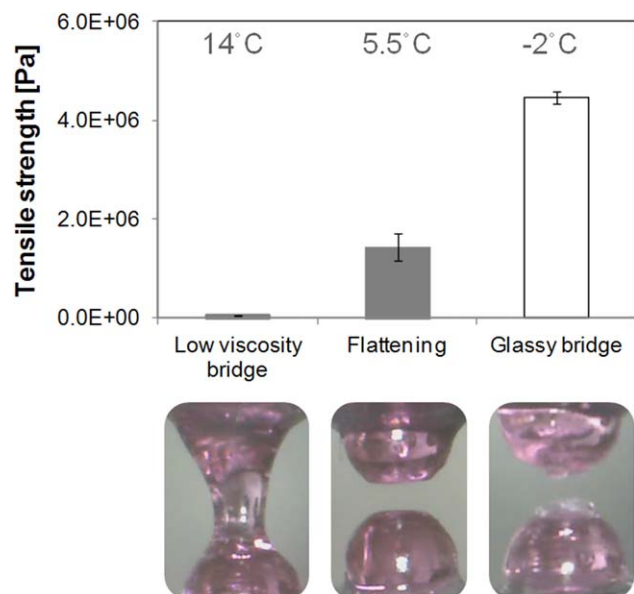 6.0E+06
14°C 5.5°C -2°C
Tensile strength [Pa]
4.0E+06
2.0E+06
0.0E+00
Low viscosity bridge
Flattening
Glassy bridge